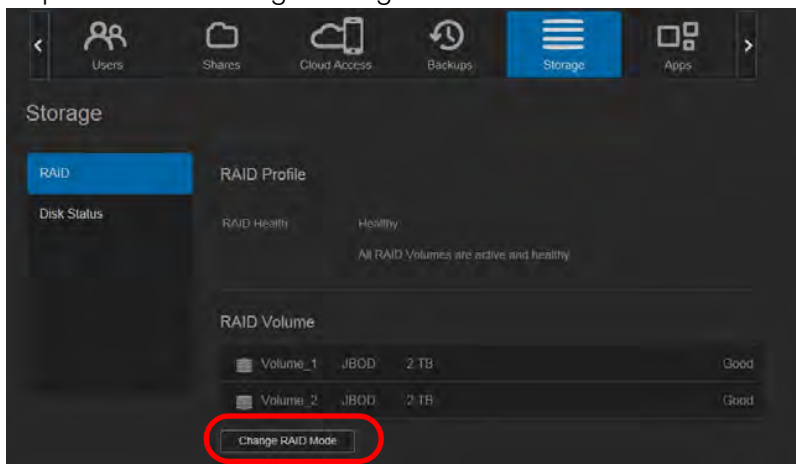 Users Shares Cloud Access Backups Storage Apps
Storage
RAID
Disk Status
RAID Profile
RAID Health Healthy
All RAID Volumes are active and healthy
RAID Volume
Volume_1 JBOD 2 TB Good
Volume_2 JBOD 2 TB Good
Change RAID Mode